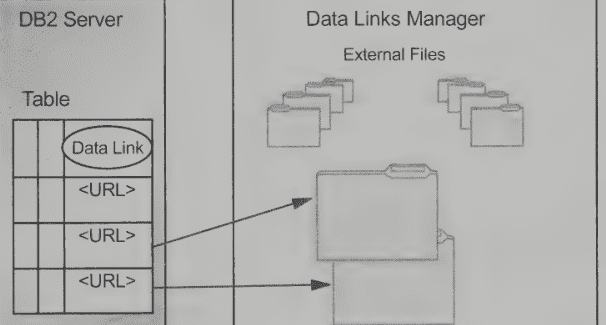 DB2 Server
Data Links Manager
External Files
Table
Data Link
<URL>
<URL>
<URL>